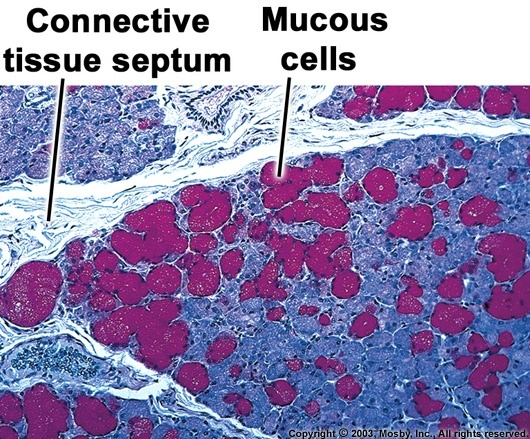 Connective
tissue septum
Mucous
cells
Copyright © 2003, Mosby, Inc., All rights reserved.